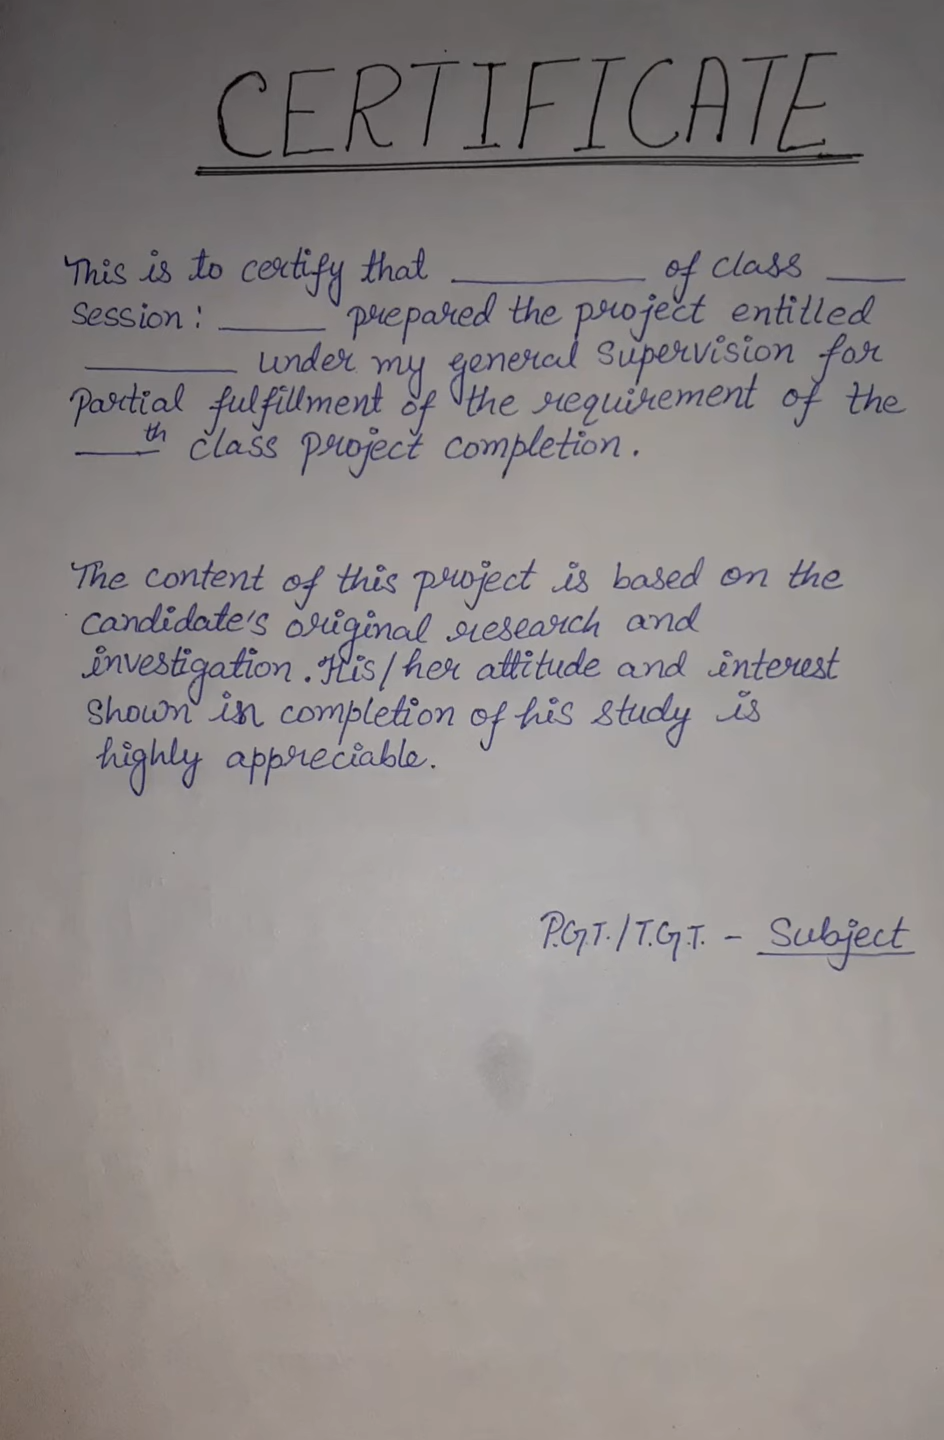 CERTIFICATE
This is to certify that __________ of class ____
Session: _____ prepared the project entitled
________ under my general Supervision for
Partial fulfillment of the requirement of the
____th class project completion.
The content of this project is based on the
candidate's original research and
investigation. His/her attitude and interest
Shown in completion of his study is
highly appreciable.
P.G.T./T.G.T. - Subject